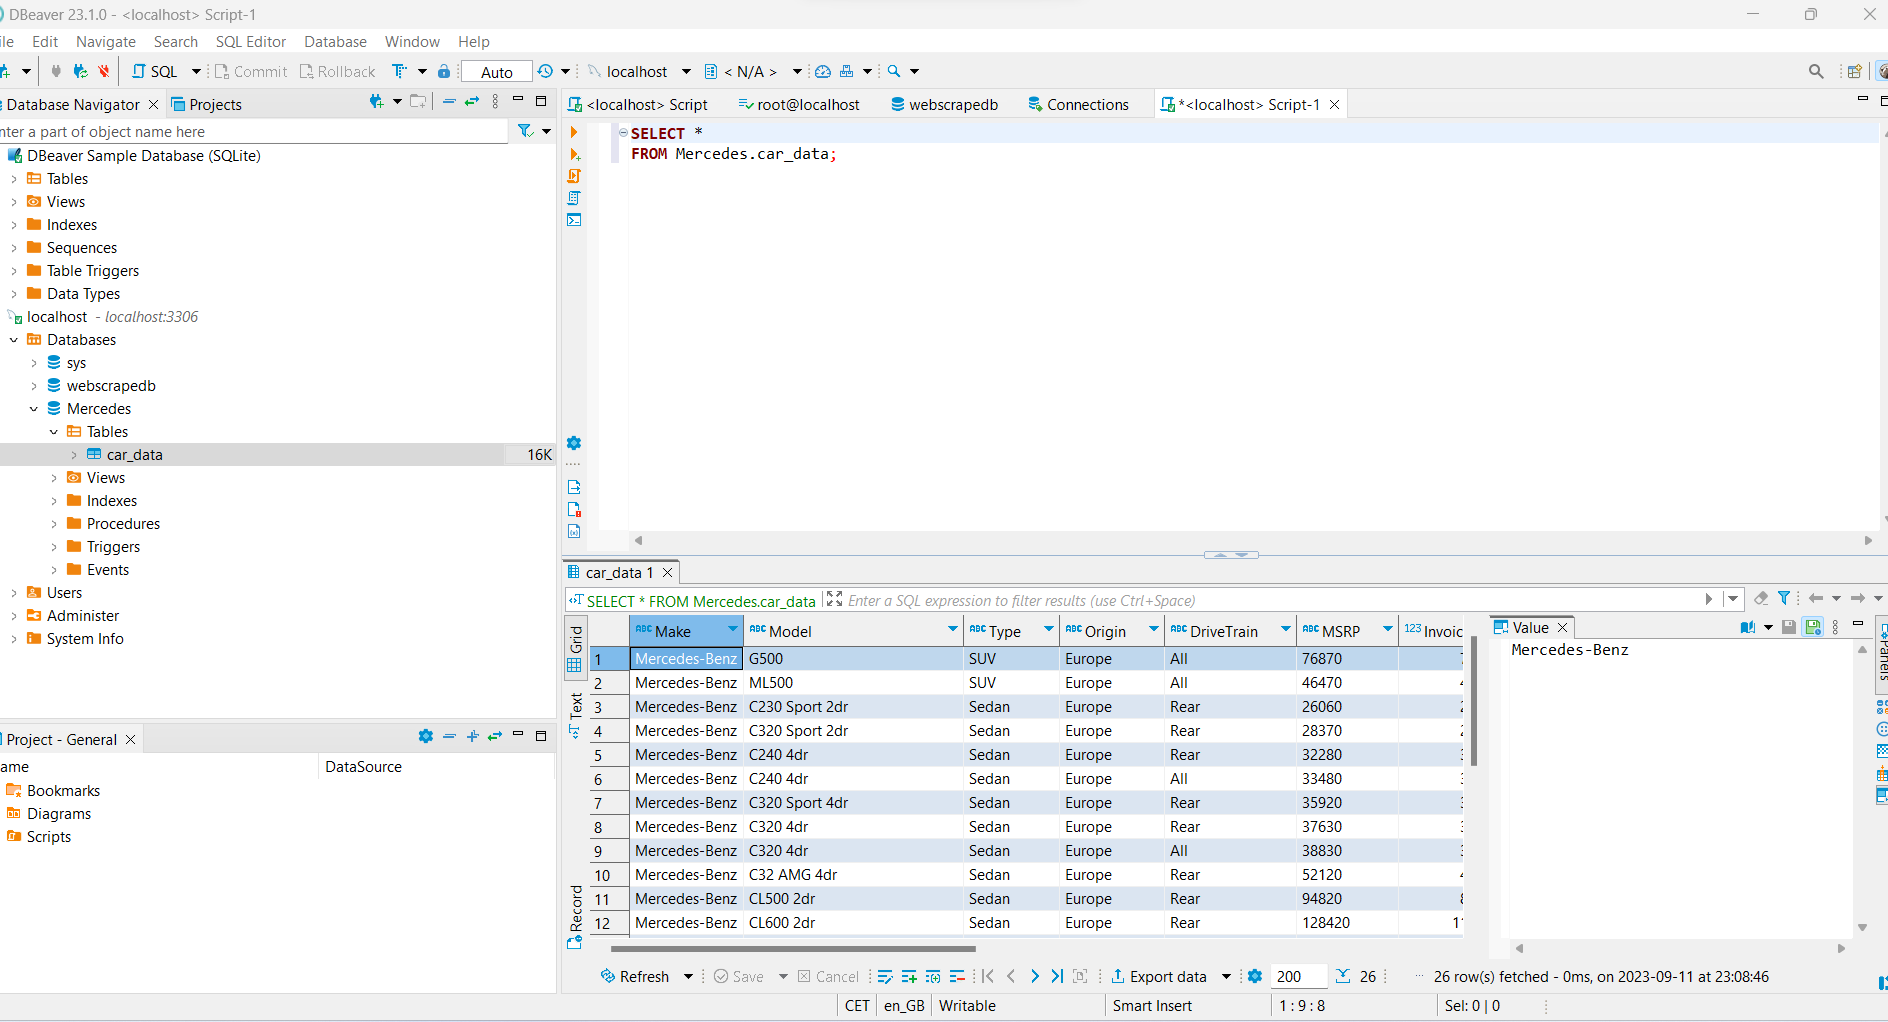 DBeaver 23.1.0 - <localhost> Script-1
Edit Navigate Search SQL Editor Database Window Help
SQL Commit Rollback Auto localhost < N/A >
Database Navigator Projects
<localhost> Script root@localhost webscrapedb Connections *<localhost> Script-1
a part of object name here
DBeaver Sample Database (SQLite)
Tables
Views
Indexes
Sequences
Table Triggers
Data Types
localhost - localhost:3306
Databases
sys
webscrapedb
Mercedes
Tables
car_data 16K
Views
Indexes
Procedures
Triggers
Events
Users
Administer
System Info
Project - General
DataSource
Bookmarks
Diagrams
Scripts
SELECT *
FROM Mercedes.car_data;
car_data 1
SELECT * FROM Mercedes.car_data Enter a SQL expression to filter results (use Ctrl+Space)
Grid
Text
Record
ABC Make ABC Model ABC Type ABC Origin ABC DriveTrain ABC MSRP 123 Invoic
1 Mercedes-Benz G500 SUV Europe All 76870
2 Mercedes-Benz ML500 SUV Europe All 46470
3 Mercedes-Benz C230 Sport 2dr Sedan Europe Rear 26060
4 Mercedes-Benz C320 Sport 2dr Sedan Europe Rear 28370
5 Mercedes-Benz C240 4dr Sedan Europe Rear 32280
6 Mercedes-Benz C240 4dr Sedan Europe All 33480
7 Mercedes-Benz C320 Sport 4dr Sedan Europe Rear 35920
8 Mercedes-Benz C320 4dr Sedan Europe Rear 37630
9 Mercedes-Benz C320 4dr Sedan Europe All 38830
10 Mercedes-Benz C32 AMG 4dr Sedan Europe Rear 52120
11 Mercedes-Benz CL500 2dr Sedan Europe Rear 94820
12 Mercedes-Benz CL600 2dr Sedan Europe Rear 128420
Value
Mercedes-Benz
Panels
Refresh Save Cancel Export data 200 26 26 row(s) fetched - 0ms, on 2023-09-11 at 23:08:46
CET en_GB Writable Smart Insert 1 : 9 : 8 Sel: 0 | 0